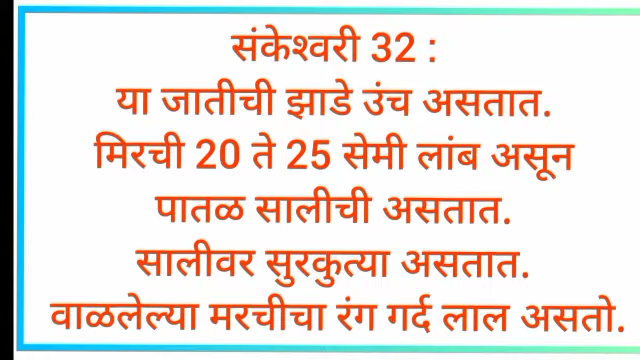 संकेश्वरी 32 :
या जातीची झाडे उंच असतात.
मिरची 20 ते 25 सेमी लांब असून
पातळ सालीची असतात.
सालीवर सुरकुत्या असतात.
वाळलेल्या मरचीचा रंग गर्द लाल असतो.